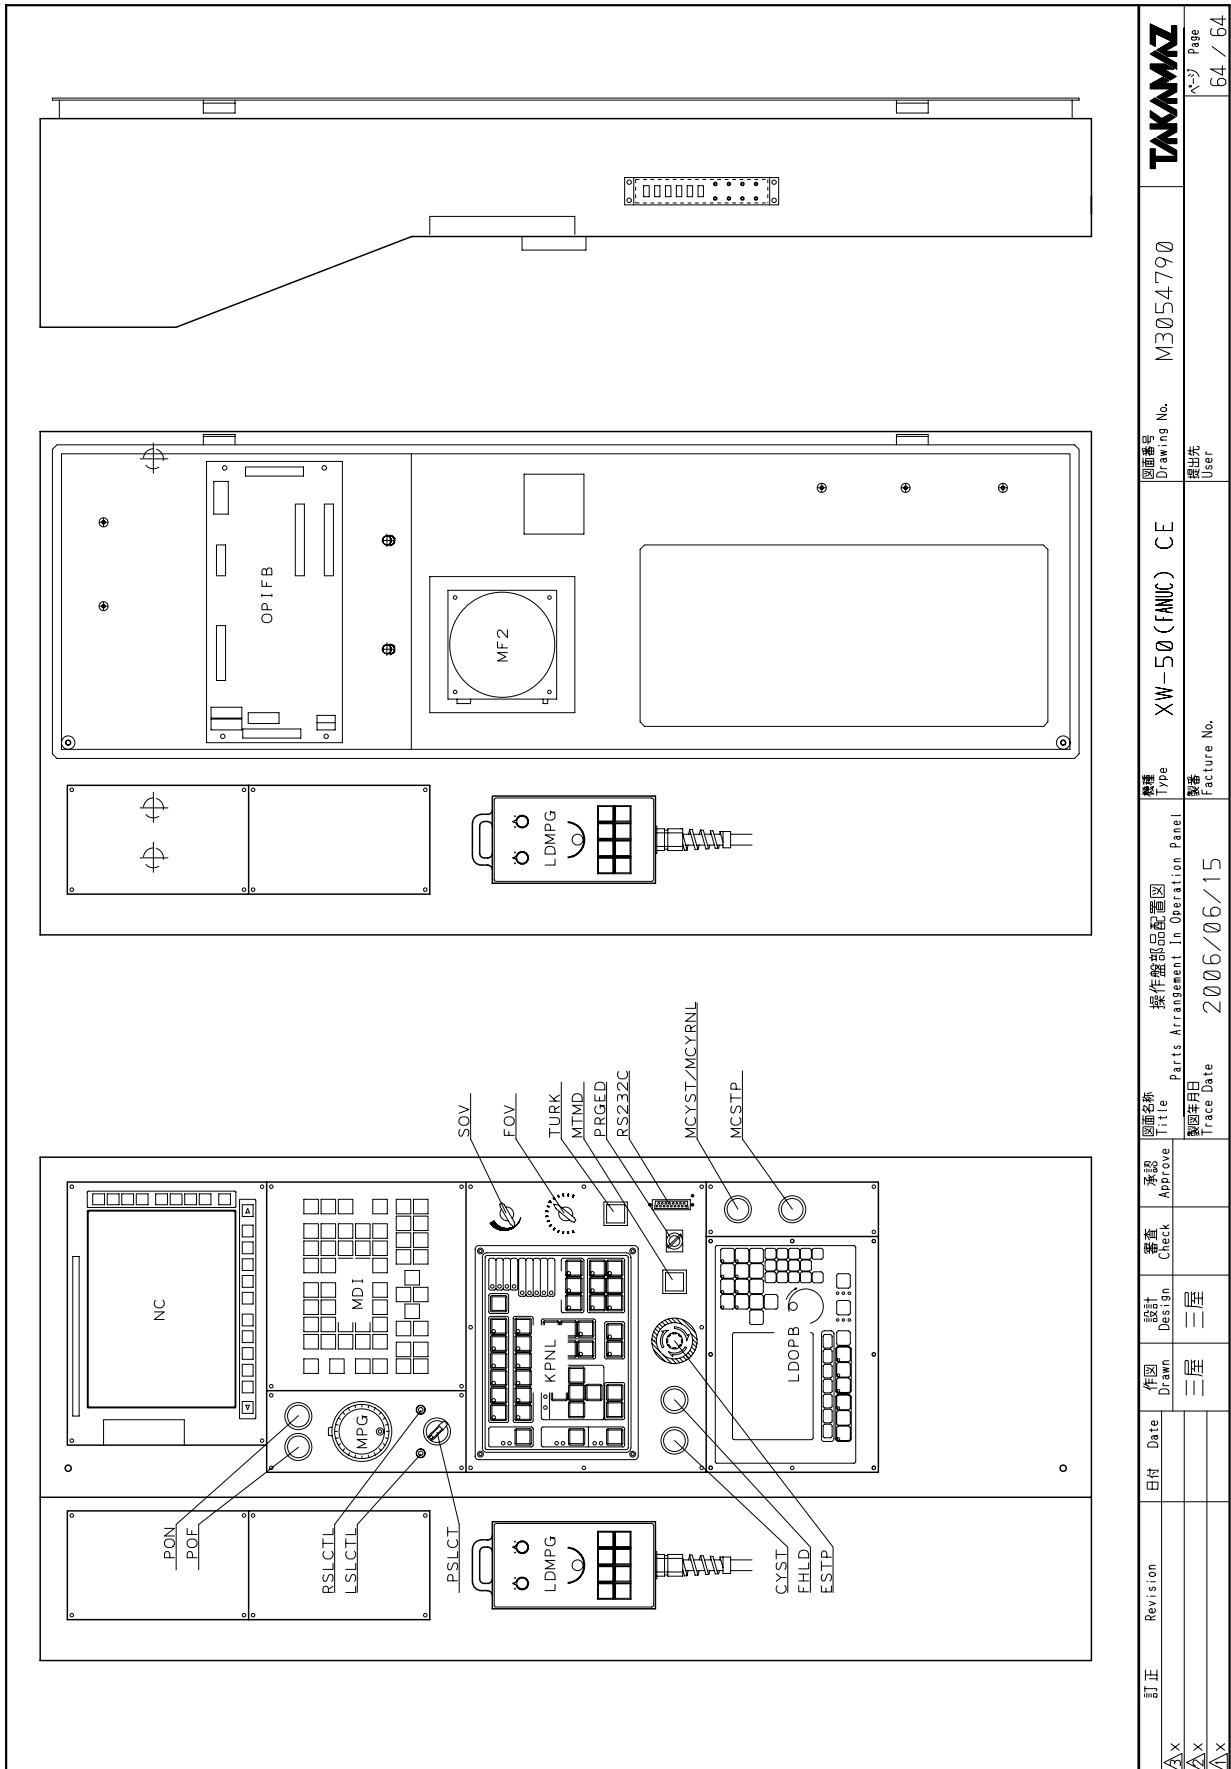 NC
PON
POF
MPG
MDI
RSLCTL
LSLCTL
PSLCT
LDMPG
KPNL
SOV
FOV
TURK
MTMD
PRGED
RS232C
MCYST/MCYRNL
MCSTP
CYST
FHLD
ESTP
LDOPB
OPIFB
MF2
LDMPG
訂正 Revision
日付 Date
作図 Drawn
三屋
設計 Design
三屋
審査 Check
承認 Approve
図面名称 Title
操作盤部品配置図
Parts Arrangement In Operation Panel
製図年月日 Trace Date
2006/06/15
機種 Type
XW-50(FANUC) CE
製番 Facture No.
図面番号 Drawing No.
M3054790
提出先 User
TAKAMAZ
ページ Page
64 / 64
3 X
2 X
1 X